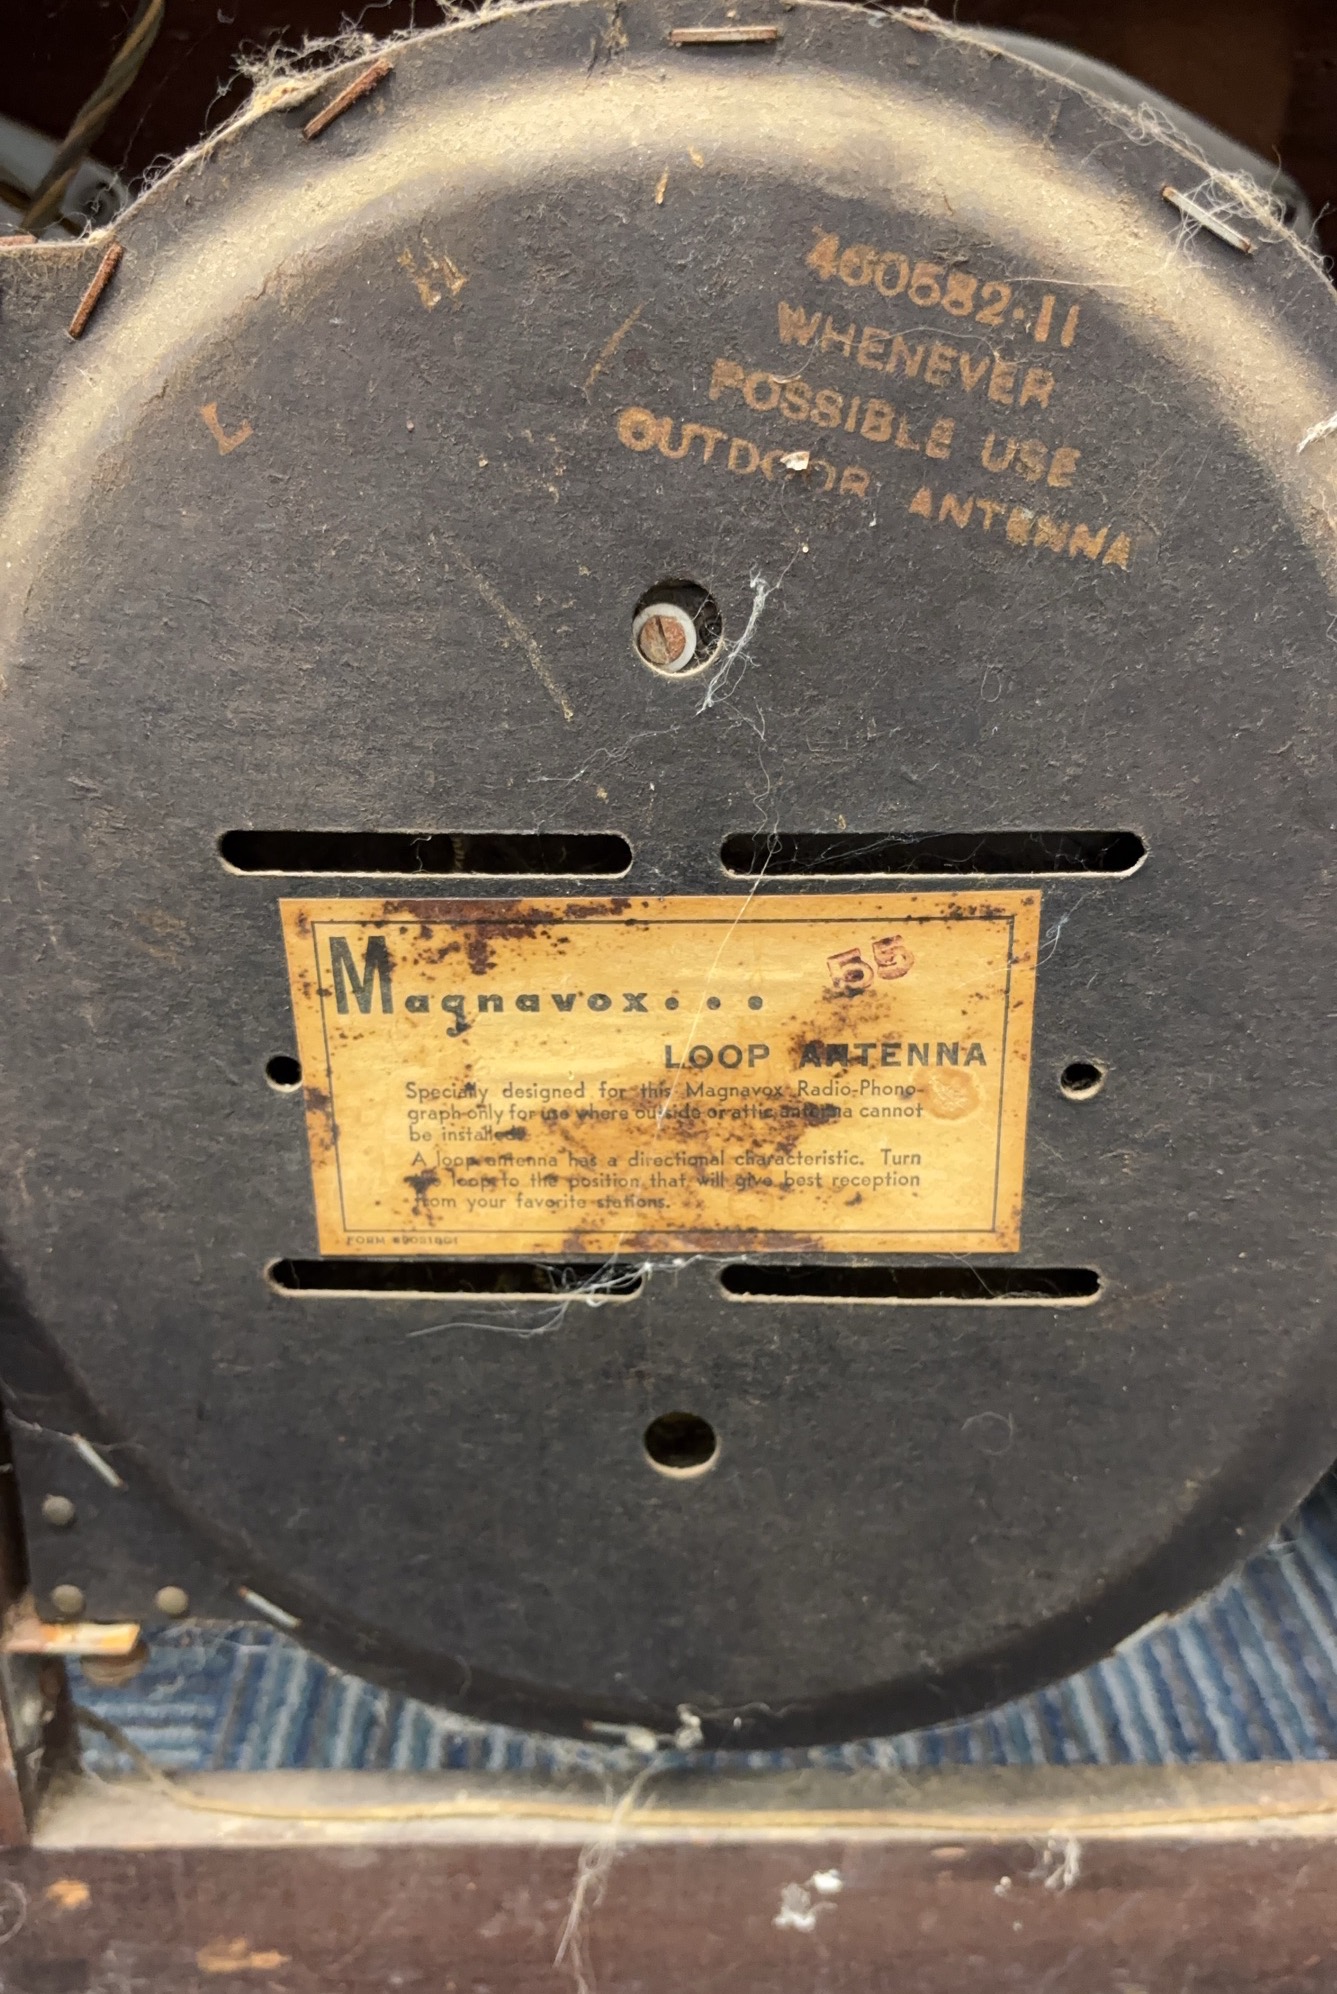 460582-11
WHENEVER
POSSIBLE USE
OUTDOOR ANTENNA
Magnavox...
55
LOOP ANTENNA
Specially designed for this Magnavox Radio-Phono-
graph-only for use where outside or attic antenna cannot
be installed.
A loop antenna has a directional characteristic. Turn
the loop to the position that will give best reception
from your favorite stations.
FORM